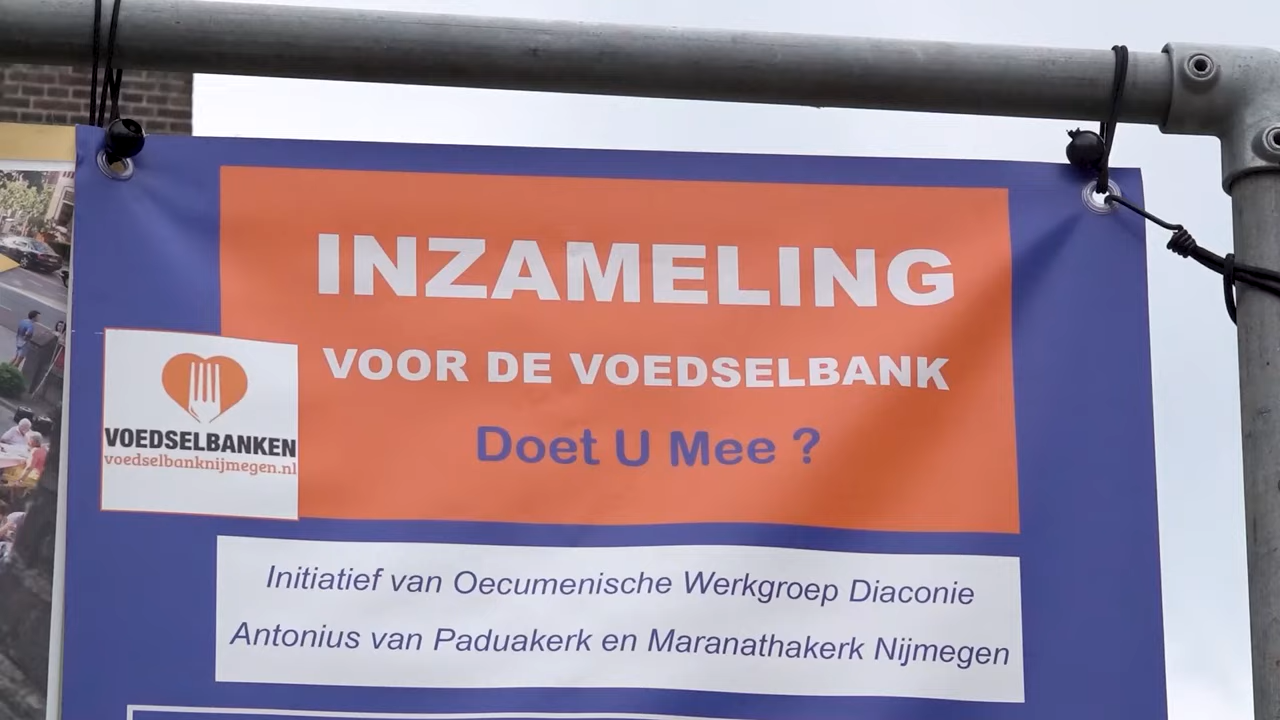 INZAMELING
VOOR DE VOEDSELBANK
Doet U Mee ?
VOEDSELBANKEN
voedselbanknijmegen.nl
Initiatief van Oecumenische Werkgroep Diaconie
Antonius van Paduakerk en Maranathakerk Nijmegen